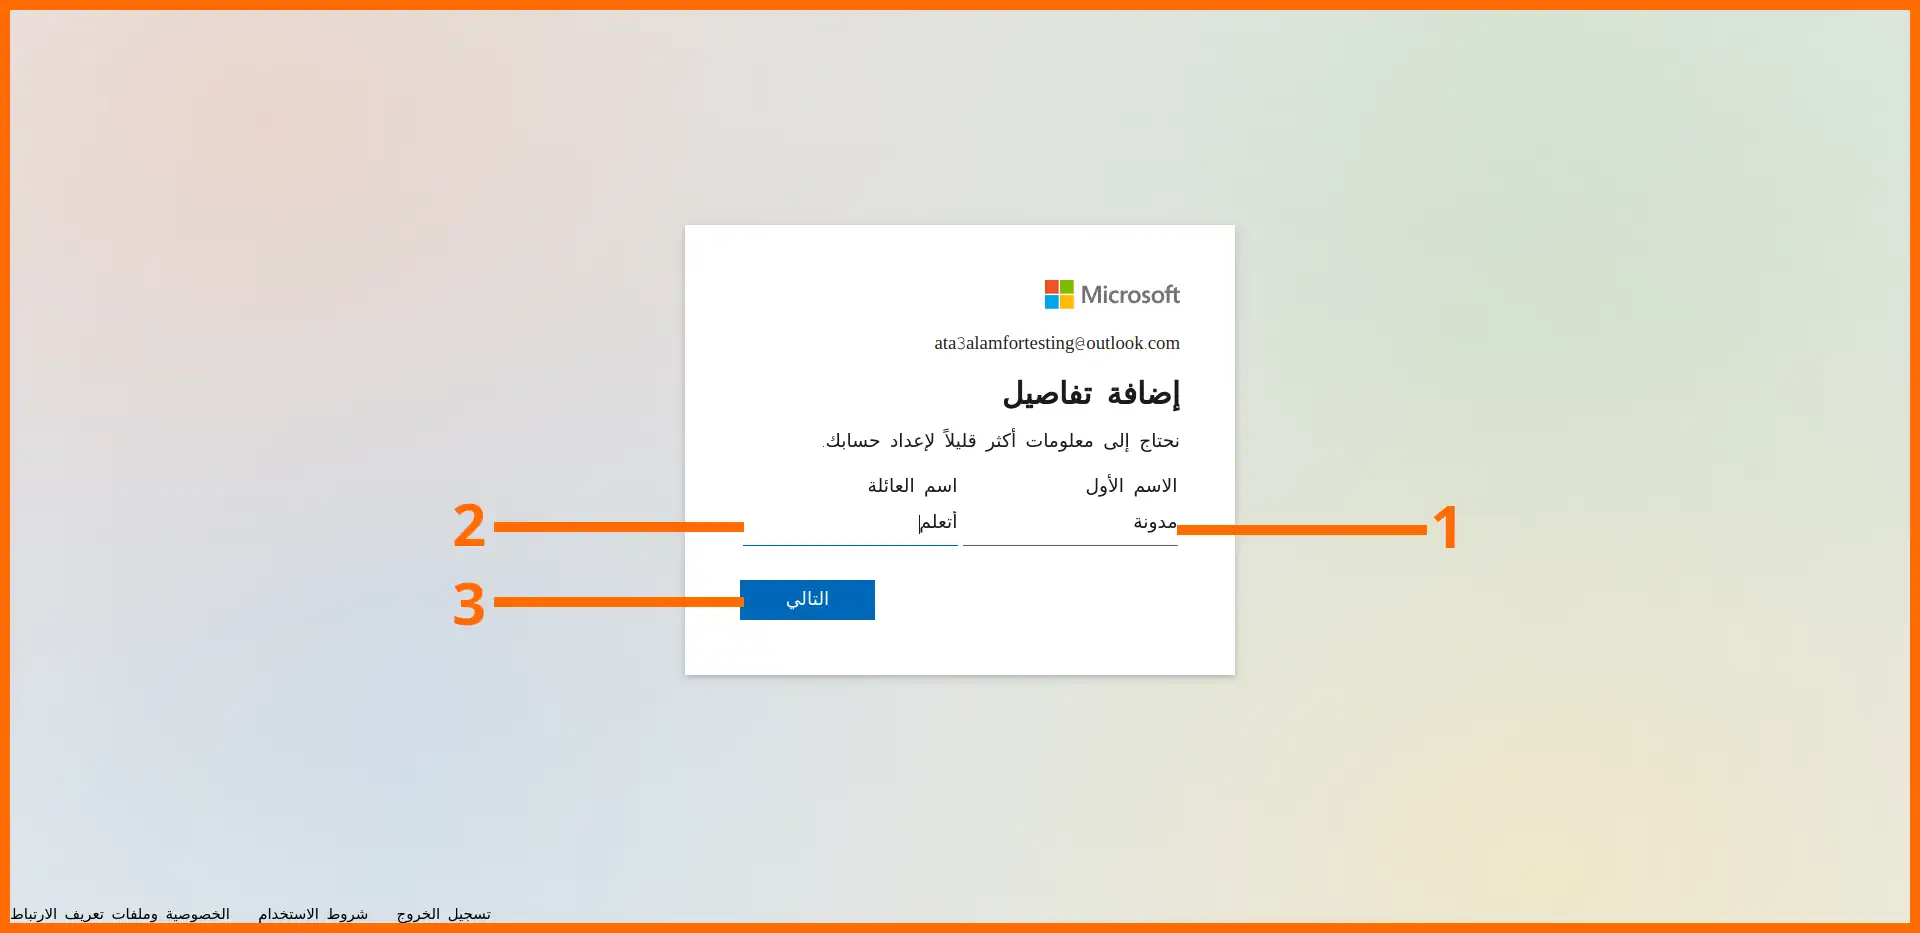 Microsoft
ata3alamfortesting@outlook.com
إضافة تفاصيل
نحتاج إلى معلومات أكثر قليلاً لإعداد حسابك.
الاسم الأول
اسم العائلة
مدونة
أتعلم
1
2
3
التالي
تسجيل الخروج
شروط الاستخدام
الخصوصية وملفات تعريف الارتباط